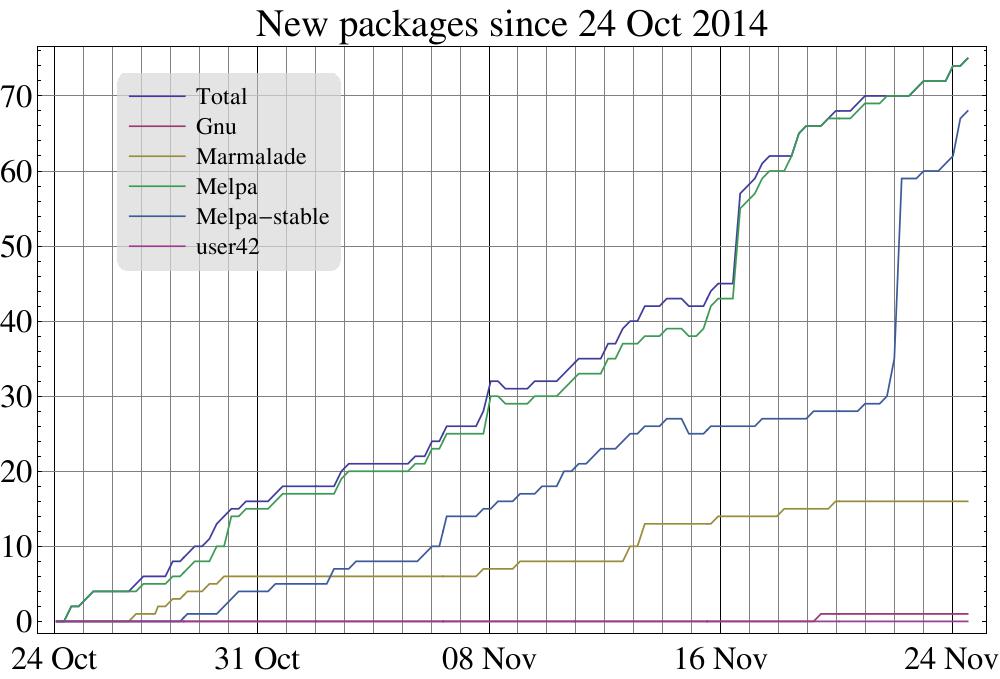 New packages since 24 Oct 2014
Total
Gnu
Marmalade
Melpa
Melpa−stable
user42
70
60
50
40
30
20
10
0
24 Oct 31 Oct 08 Nov 16 Nov 24 Nov